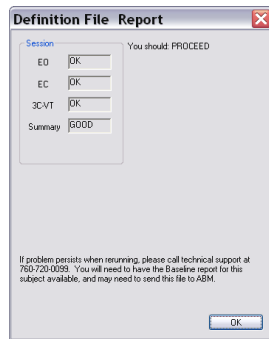 Definition File Report
Session
You should: PROCEED
EO OK
EC OK
3C-VT OK
Summary GOOD
If problem persists when rerunning, please call technical support at
760-720-0099. You will need to have the Baseline report for this
subject available, and may need to send this file to ABM.
OK